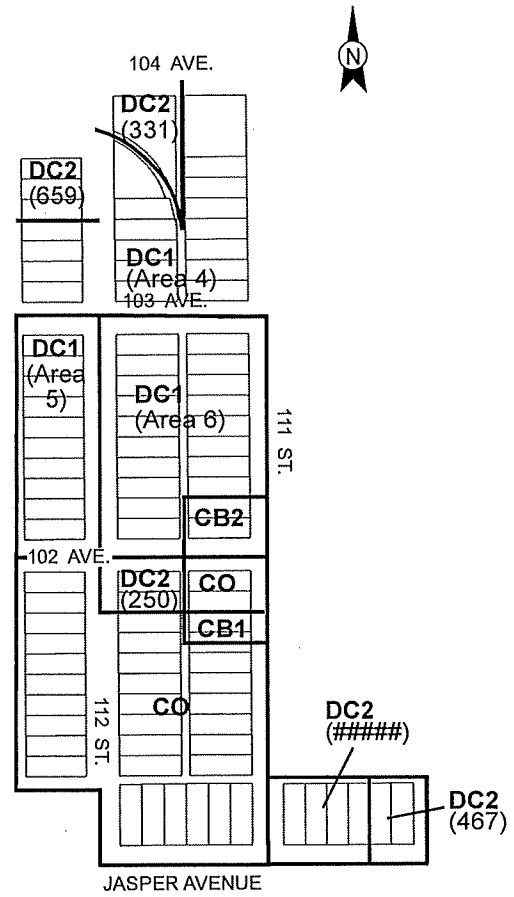 N
104 AVE.
DC2
(331)
DC2
(659)
DC1
(Area 4)
103 AVE.
DC1
(Area
5)
DC1
(Area 6)
111 ST.
CB2
102 AVE.
DC2
(250)
CO
CB1
CO
112 ST.
DC2
(#####)
DC2
(467)
JASPER AVENUE